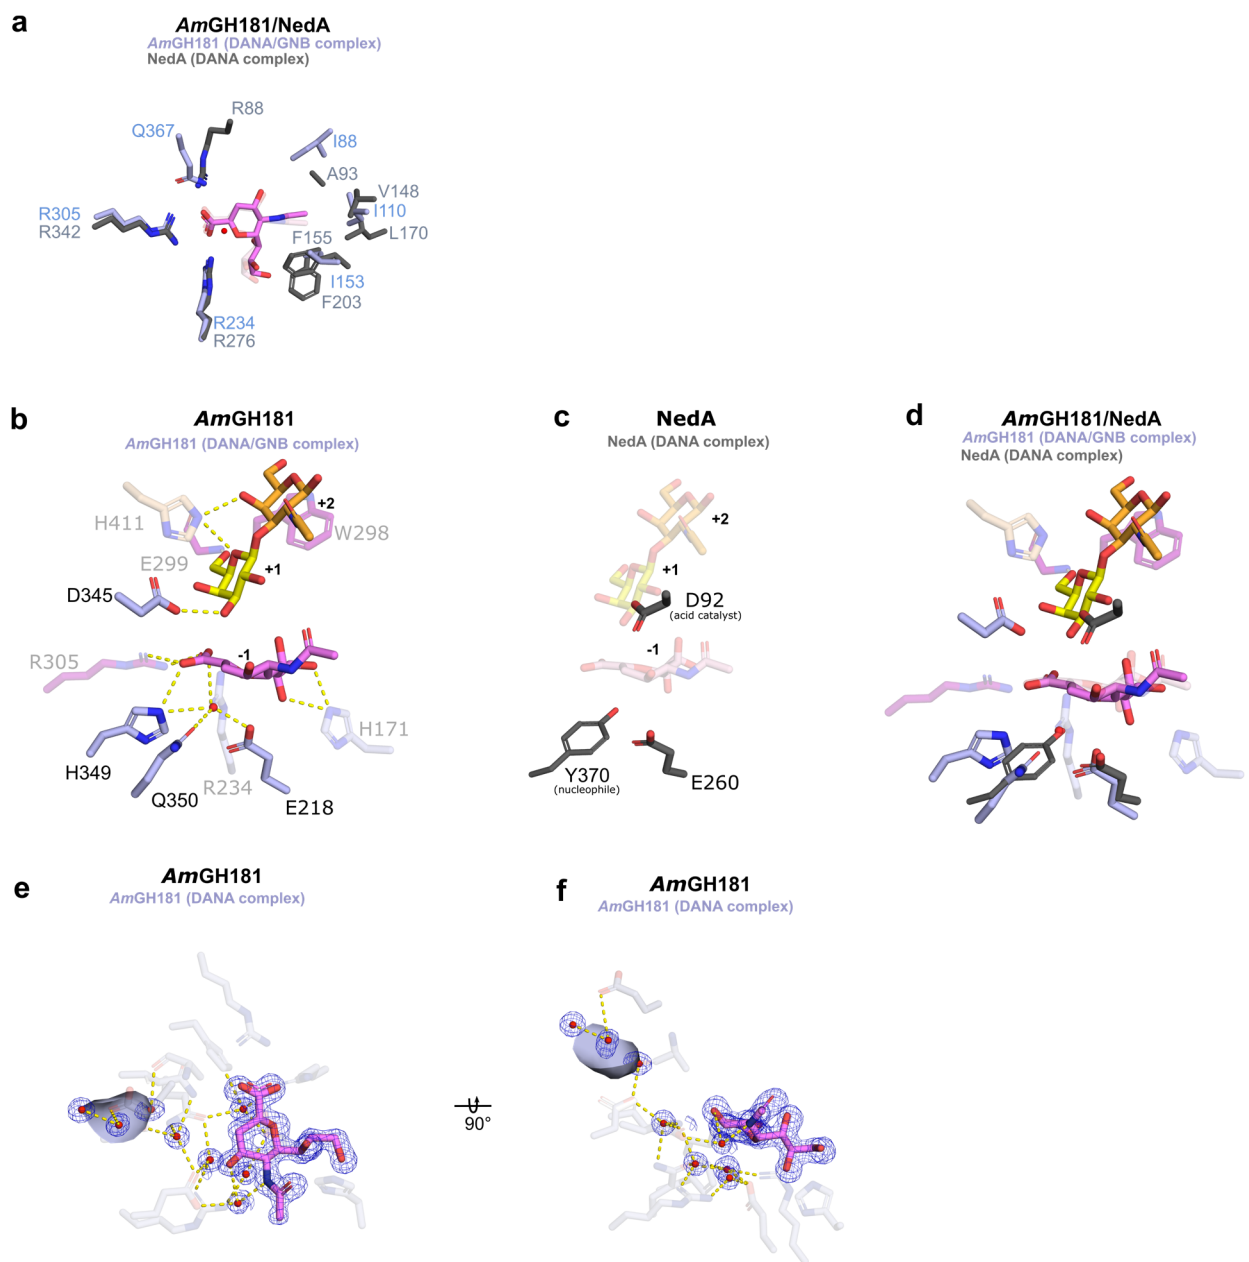 a
AmGH181/NedA
AmGH181 (DANA/GNB complex)
NedA (DANA complex)
R88
Q367
I88
A93
V148
R305
I110
R342
L170
F155
I153
F203
R234
R276
b
AmGH181
AmGH181 (DANA/GNB complex)
+2
H411
W298
E299
+1
D345
R305
-1
H171
H349
R234
Q350
E218
c
NedA
NedA (DANA complex)
+2
+1
D92
(acid catalyst)
-1
Y370
(nucleophile)
E260
d
AmGH181/NedA
AmGH181 (DANA/GNB complex)
NedA (DANA complex)
e
AmGH181
AmGH181 (DANA complex)
90°
f
AmGH181
AmGH181 (DANA complex)